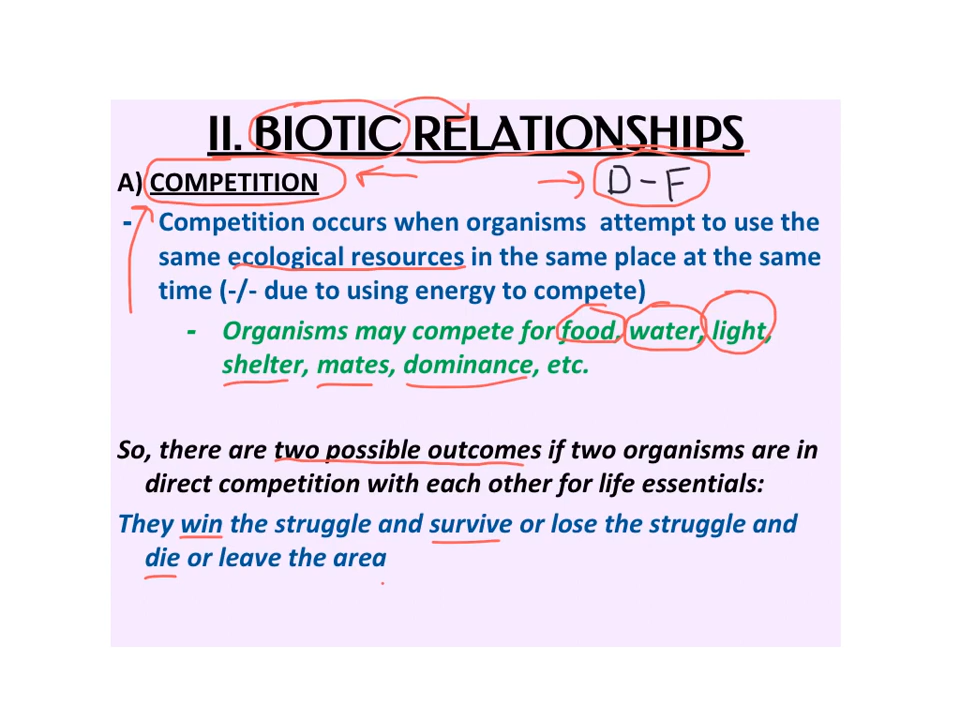 II. BIOTIC RELATIONSHIPS
A) COMPETITION D-F
- Competition occurs when organisms attempt to use the
same ecological resources in the same place at the same
time (-/- due to using energy to compete)
- Organisms may compete for food, water, light,
shelter, mates, dominance, etc.
So, there are two possible outcomes if two organisms are in
direct competition with each other for life essentials:
They win the struggle and survive or lose the struggle and
die or leave the area